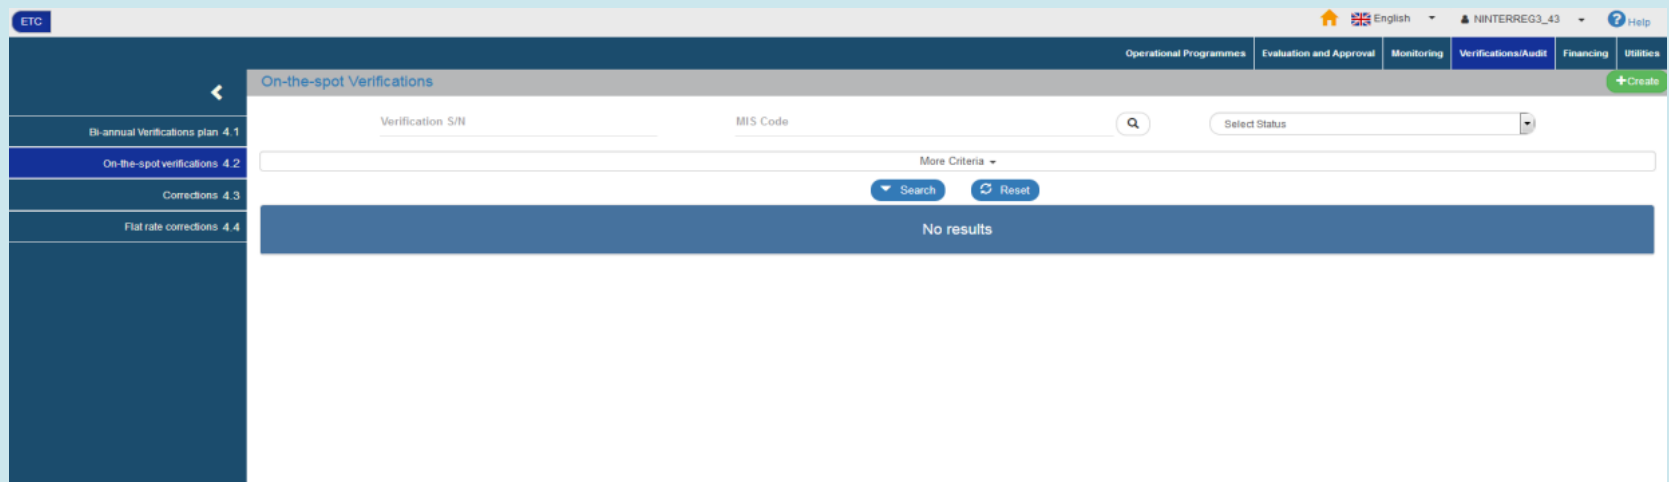 ETC
English
NINTERREG3_43
Help
Operational Programmes
Evaluation and Approval
Monitoring
Verifications/Audit
Financing
Utilities
On-the-spot Verifications
+Create
Bi-annual Verifications plan 4.1
On-the-spot verifications 4.2
Corrections 4.3
Flat rate corrections 4.4
Verification S/N
MIS Code
Select Status
More Criteria
Search
Reset
No results